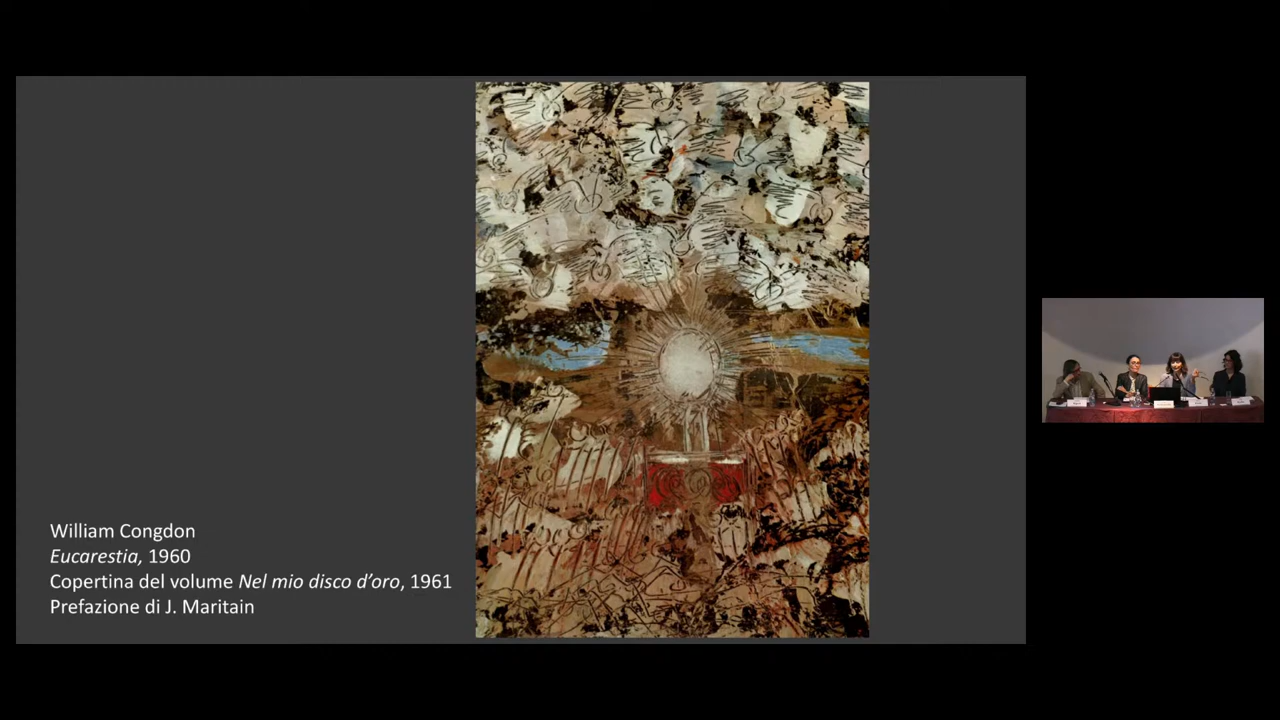 William Congdon
Eucarestia, 1960
Copertina del volume Nel mio disco d’oro, 1961
Prefazione di J. Maritain